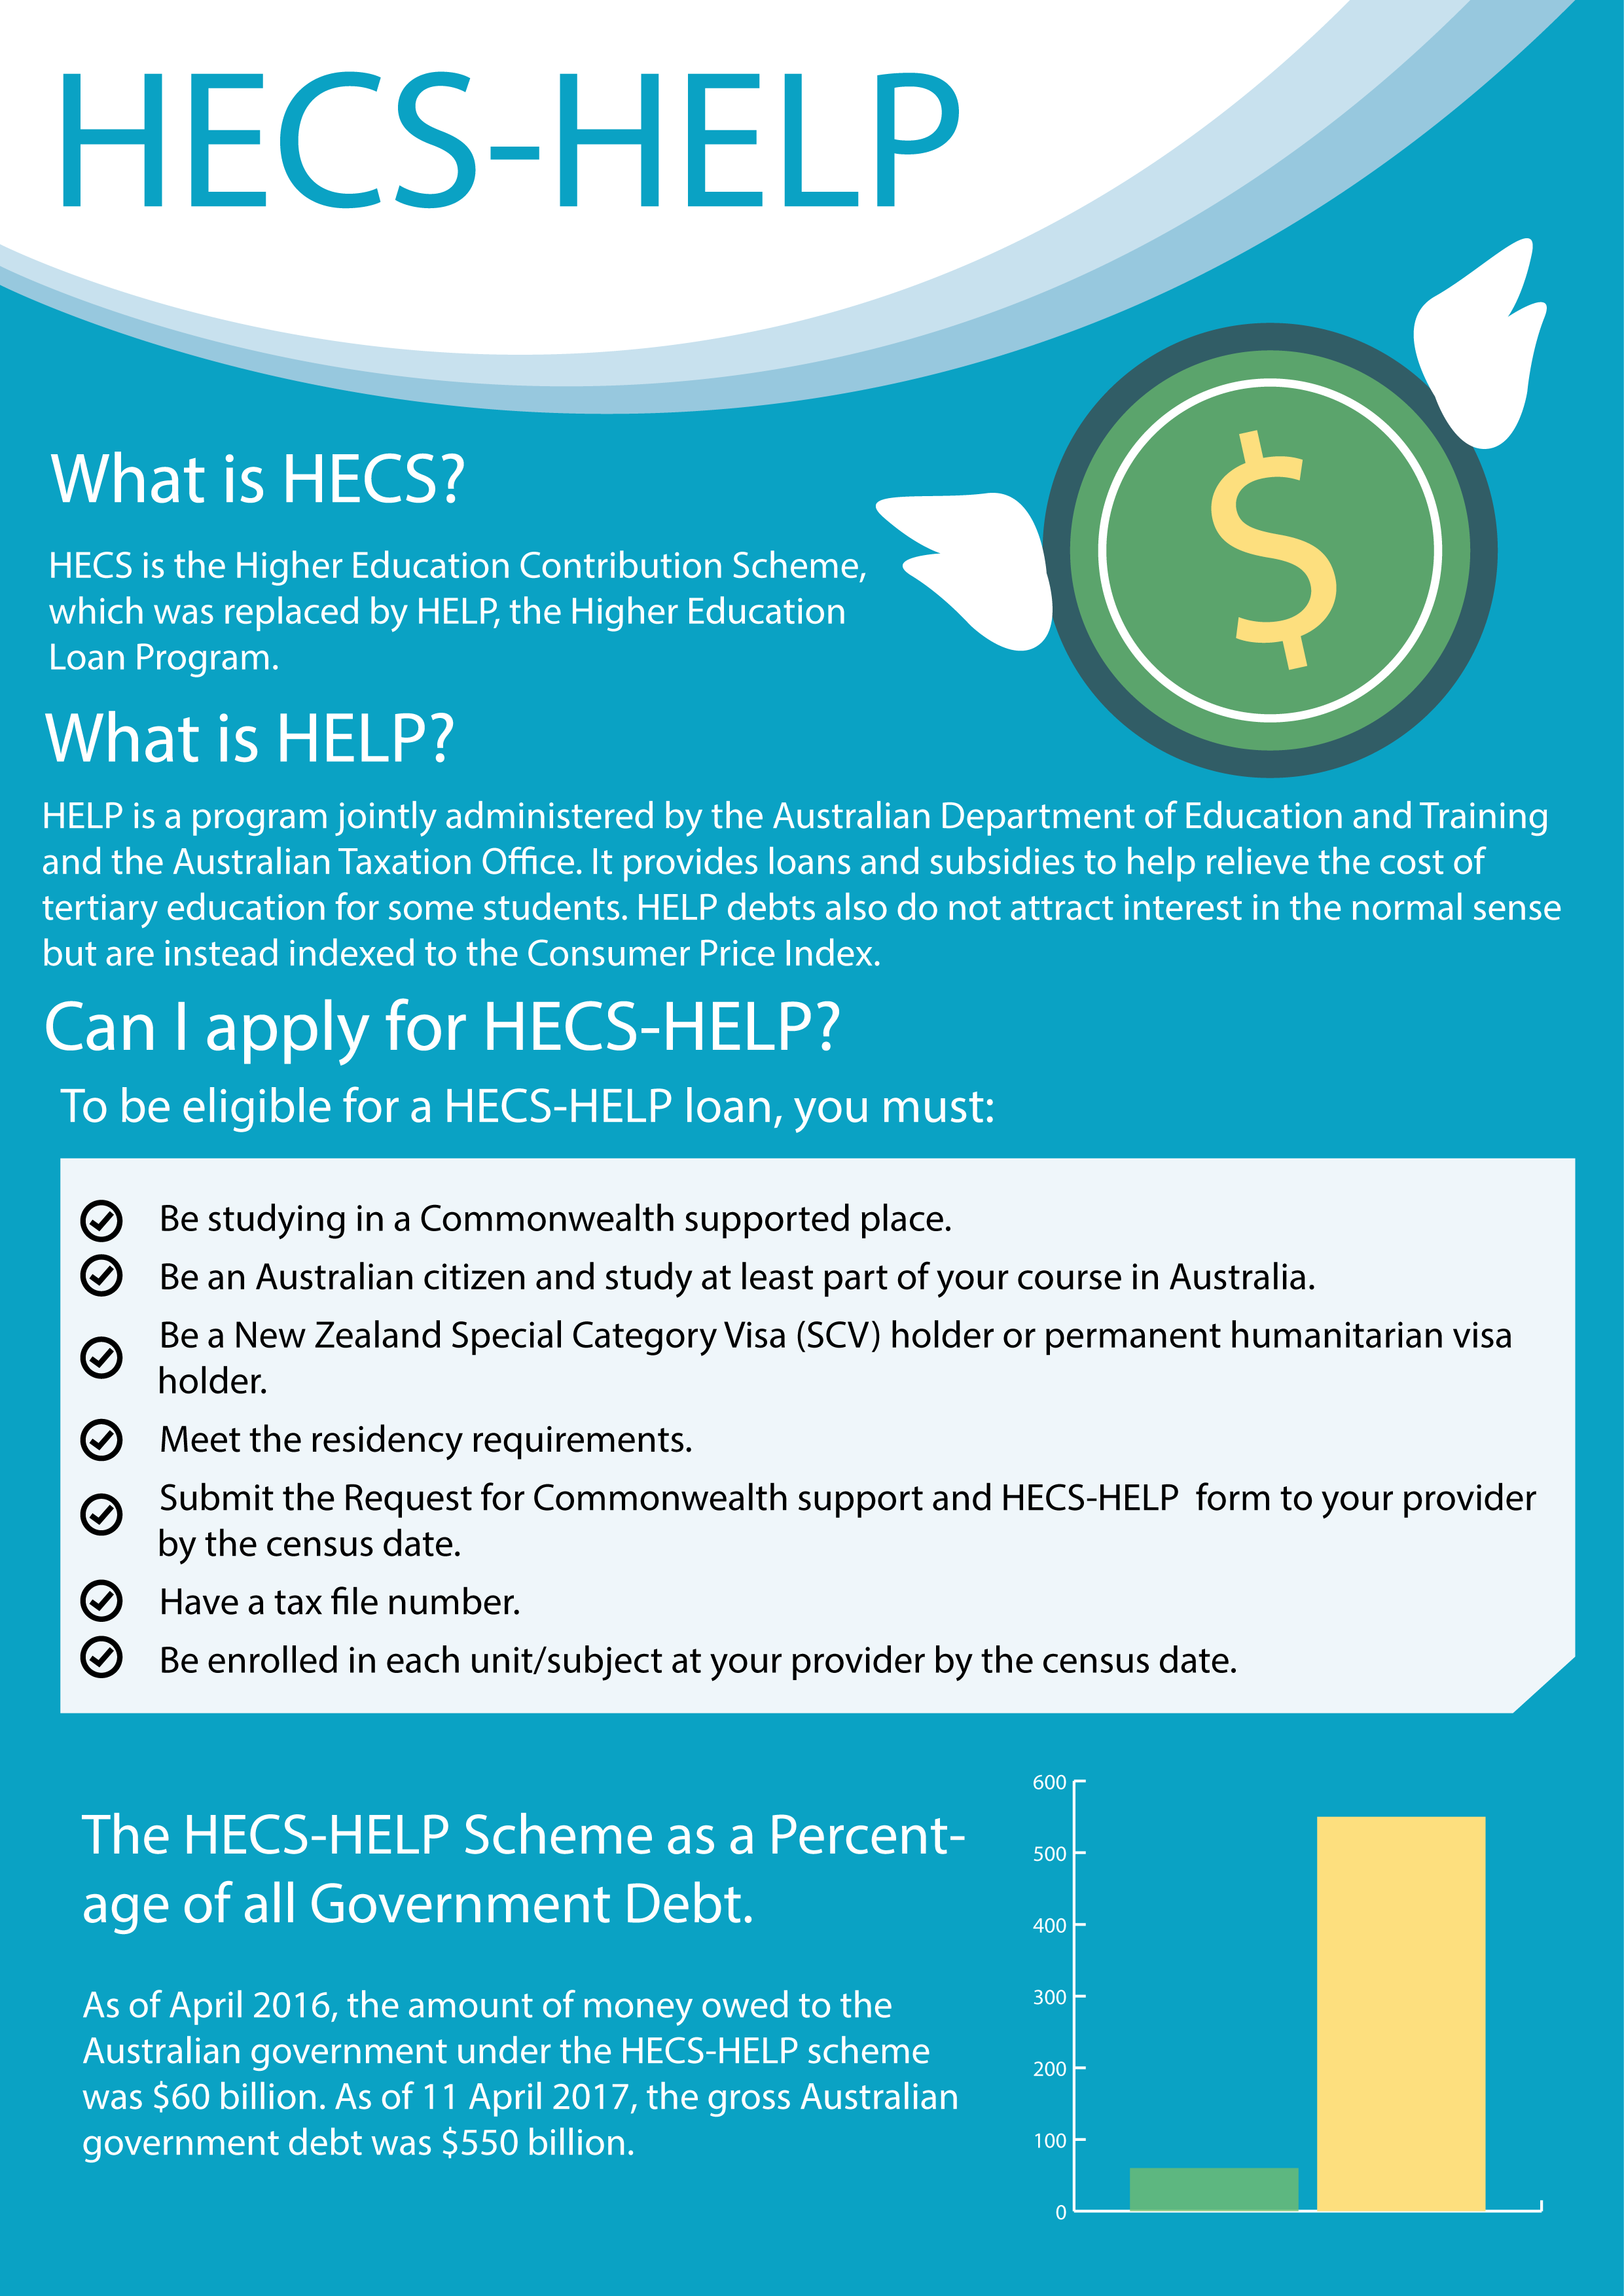 HECS-HELP
What is HECS?
HECS is the Higher Education Contribution Scheme,
which was replaced by HELP, the Higher Education
Loan Program.
What is HELP?
HELP is a program jointly administered by the Australian Department of Education and Training
and the Australian Taxation Office. It provides loans and subsidies to help relieve the cost of
tertiary education for some students. HELP debts also do not attract interest in the normal sense
but are instead indexed to the Consumer Price Index.
Can I apply for HECS-HELP?
To be eligible for a HECS-HELP loan, you must:
Be studying in a Commonwealth supported place.
Be an Australian citizen and study at least part of your course in Australia.
Be a New Zealand Special Category Visa (SCV) holder or permanent humanitarian visa
holder.
Meet the residency requirements.
Submit the Request for Commonwealth support and HECS-HELP  form to your provider
by the census date.
Have a tax file number.
Be enrolled in each unit/subject at your provider by the census date.
The HECS-HELP Scheme as a Percent-
age of all Government Debt.
As of April 2016, the amount of money owed to the
Australian government under the HECS-HELP scheme
was $60 billion. As of 11 April 2017, the gross Australian
government debt was $550 billion.
600
500
400
300
200
100
0
$